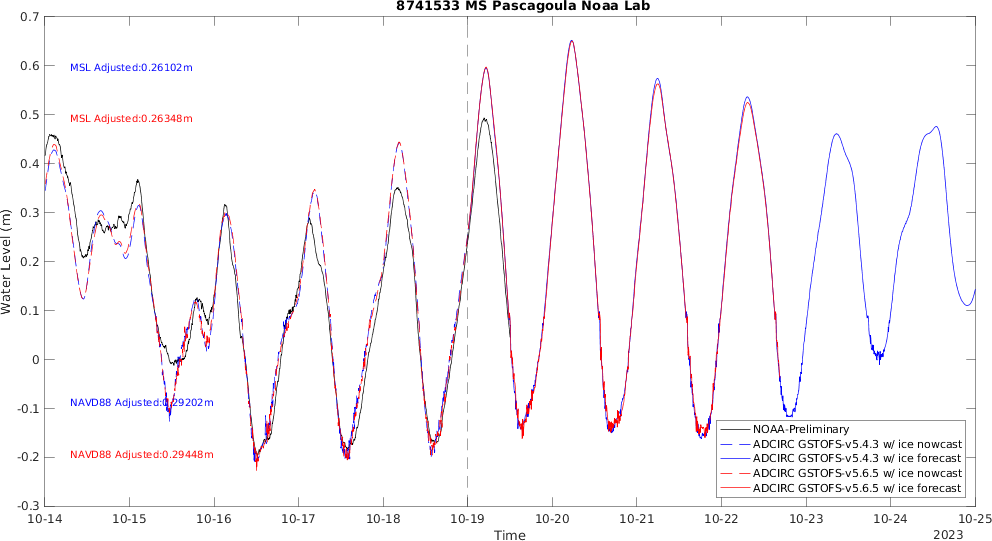 8741533 MS Pascagoula Noaa Lab
0.7
0.6
0.5
0.4
0.3
0.2
0.1
0
-0.1
-0.2
-0.3
Water Level (m)
MSL Adjusted:0.26102m
MSL Adjusted:0.26348m
NAVD88 Adjusted:0.29202m
NAVD88 Adjusted:0.29448m
NOAA-Preliminary
ADCIRC GSTOFS-v5.4.3 w/ ice nowcast
ADCIRC GSTOFS-v5.4.3 w/ ice forecast
ADCIRC GSTOFS-v5.6.5 w/ ice nowcast
ADCIRC GSTOFS-v5.6.5 w/ ice forecast
10-14 10-15 10-16 10-17 10-18 10-19 10-20 10-21 10-22 10-23 10-24 10-25
Time
2023